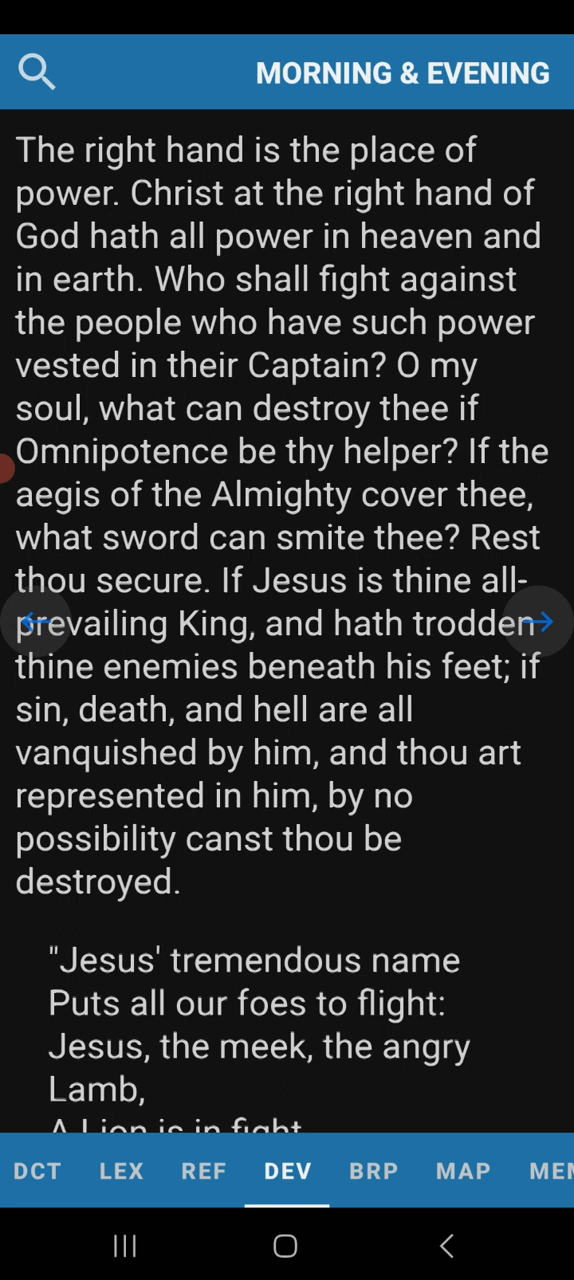 MORNING & EVENING
The right hand is the place of
power. Christ at the right hand of
God hath all power in heaven and
in earth. Who shall fight against
the people who have such power
vested in their Captain? O my
soul, what can destroy thee if
Omnipotence be thy helper? If the
aegis of the Almighty cover thee,
what sword can smite thee? Rest
thou secure. If Jesus is thine all-
prevailing King, and hath trodden
thine enemies beneath his feet; if
sin, death, and hell are all
vanquished by him, and thou art
represented in him, by no
possibility canst thou be
destroyed.
"Jesus' tremendous name
Puts all our foes to flight:
Jesus, the meek, the angry
Lamb,
A Lion is in fight.
DCT LEX REF DEV BRP MAP MEM